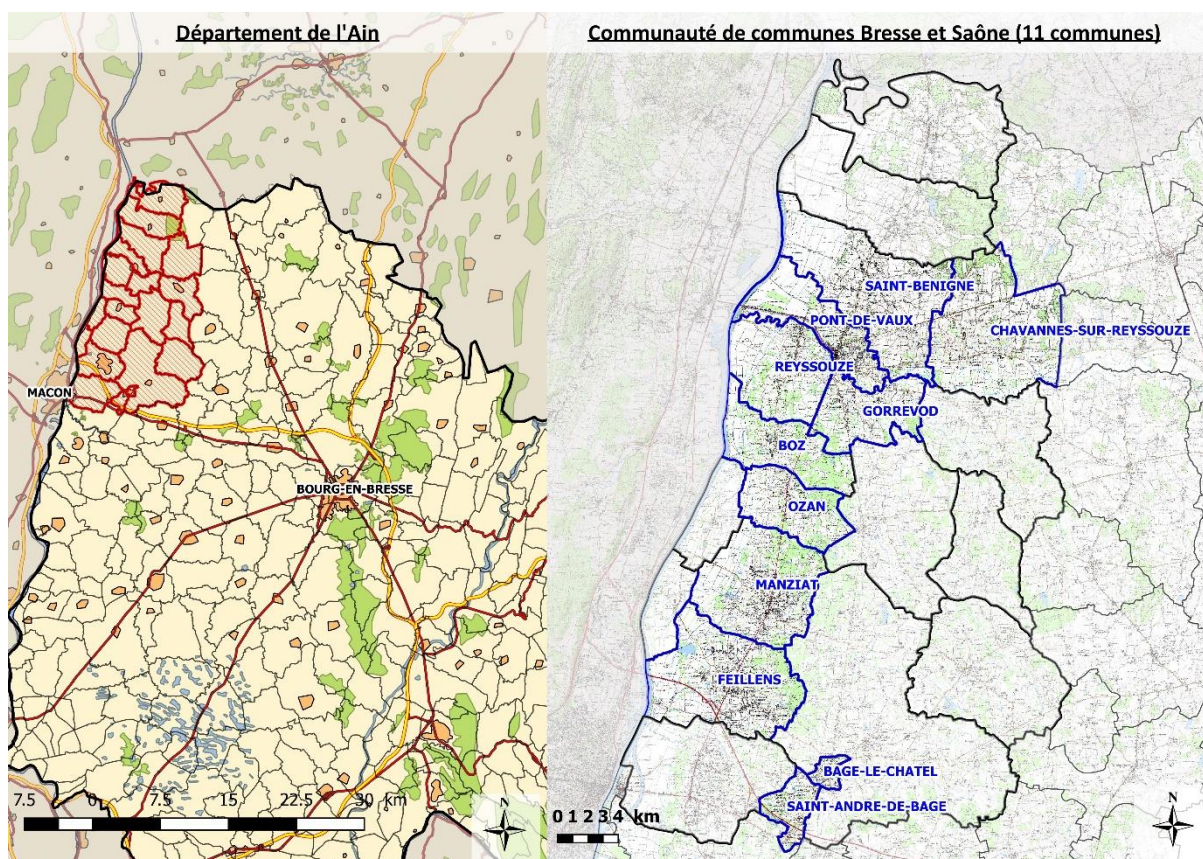 Département de l'Ain
MACON
BOURG-EN-BRESSE
7.5 0 7.5 15 22.5 30 km
N
Communauté de communes Bresse et Saône (11 communes)
SAINT-BENIGNE
PONT-DE-VAUX
CHAVANNES-SUR-REYSSOUZE
REYSSOUZE
GORREVOD
BOZ
OZAN
MANZIAT
FEILLENS
BAGE-LE-CHATEL
SAINT-ANDRE-DE-BAGE
0 1 2 3 4 km
N